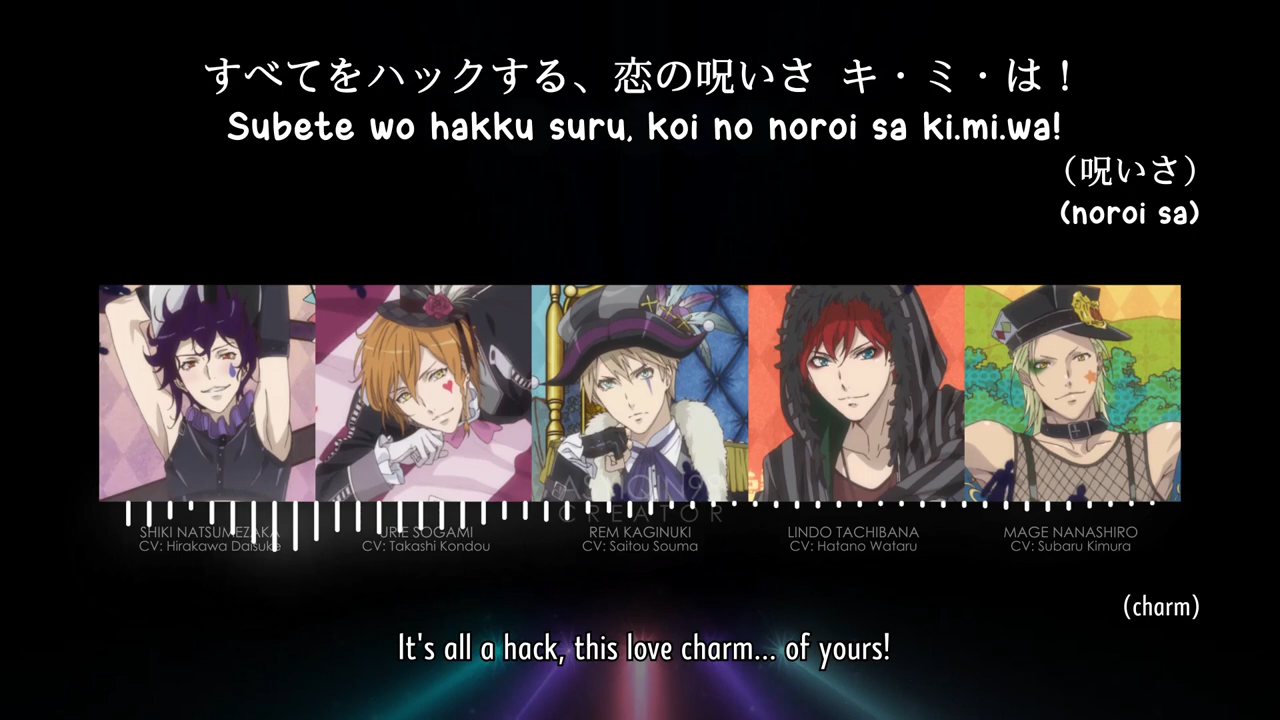 すべてをハックする、恋の呪いさ キ・ミ・は！
Subete wo hakku suru, koi no noroi sa ki.mi.wa!
（呪いさ）
(noroi sa)
ASHQIN93
CREATOR
SHIKI NATSUMEZAKA
CV: Hirakawa Daisuke
URIE SOGAMI
CV: Takashi Kondou
REM KAGINUKI
CV: Saitou Souma
LINDO TACHIBANA
CV: Hatano Wataru
MAGE NANASHIRO
CV: Subaru Kimura
(charm)
It's all a hack, this love charm... of yours!